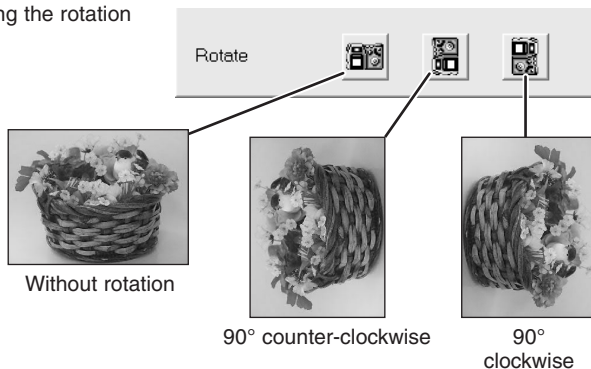 ng the rotation
Rotate
Without rotation
90° counter-clockwise
90°
clockwise